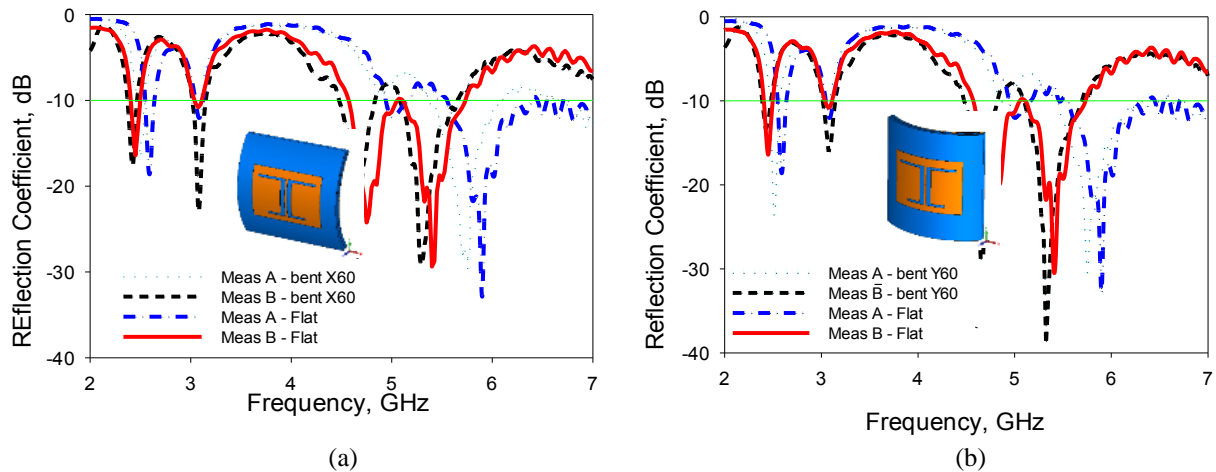 0
-10
-20
-30
-40
REflection Coefficient, dB
2 3 4 5 6 7
Frequency, GHz
Meas A - bent X60
Meas B - bent X60
Meas A - Flat
Meas B - Flat
(a)
0
-10
-20
-30
-40
Reflection Coefficient, dB
2 3 4 5 6 7
Frequency, GHz
Meas A - bent Y60
Meas B - bent Y60
Meas A - Flat
Meas B - Flat
(b)